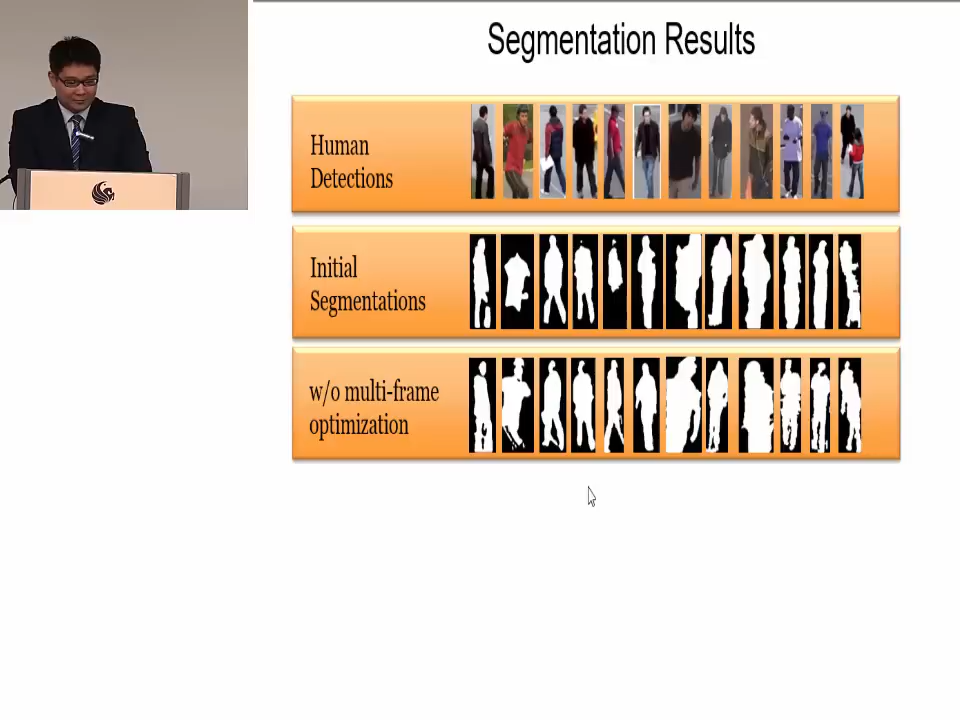 Segmentation Results
Human
Detections
Initial
Segmentations
w/o multi-frame
optimization